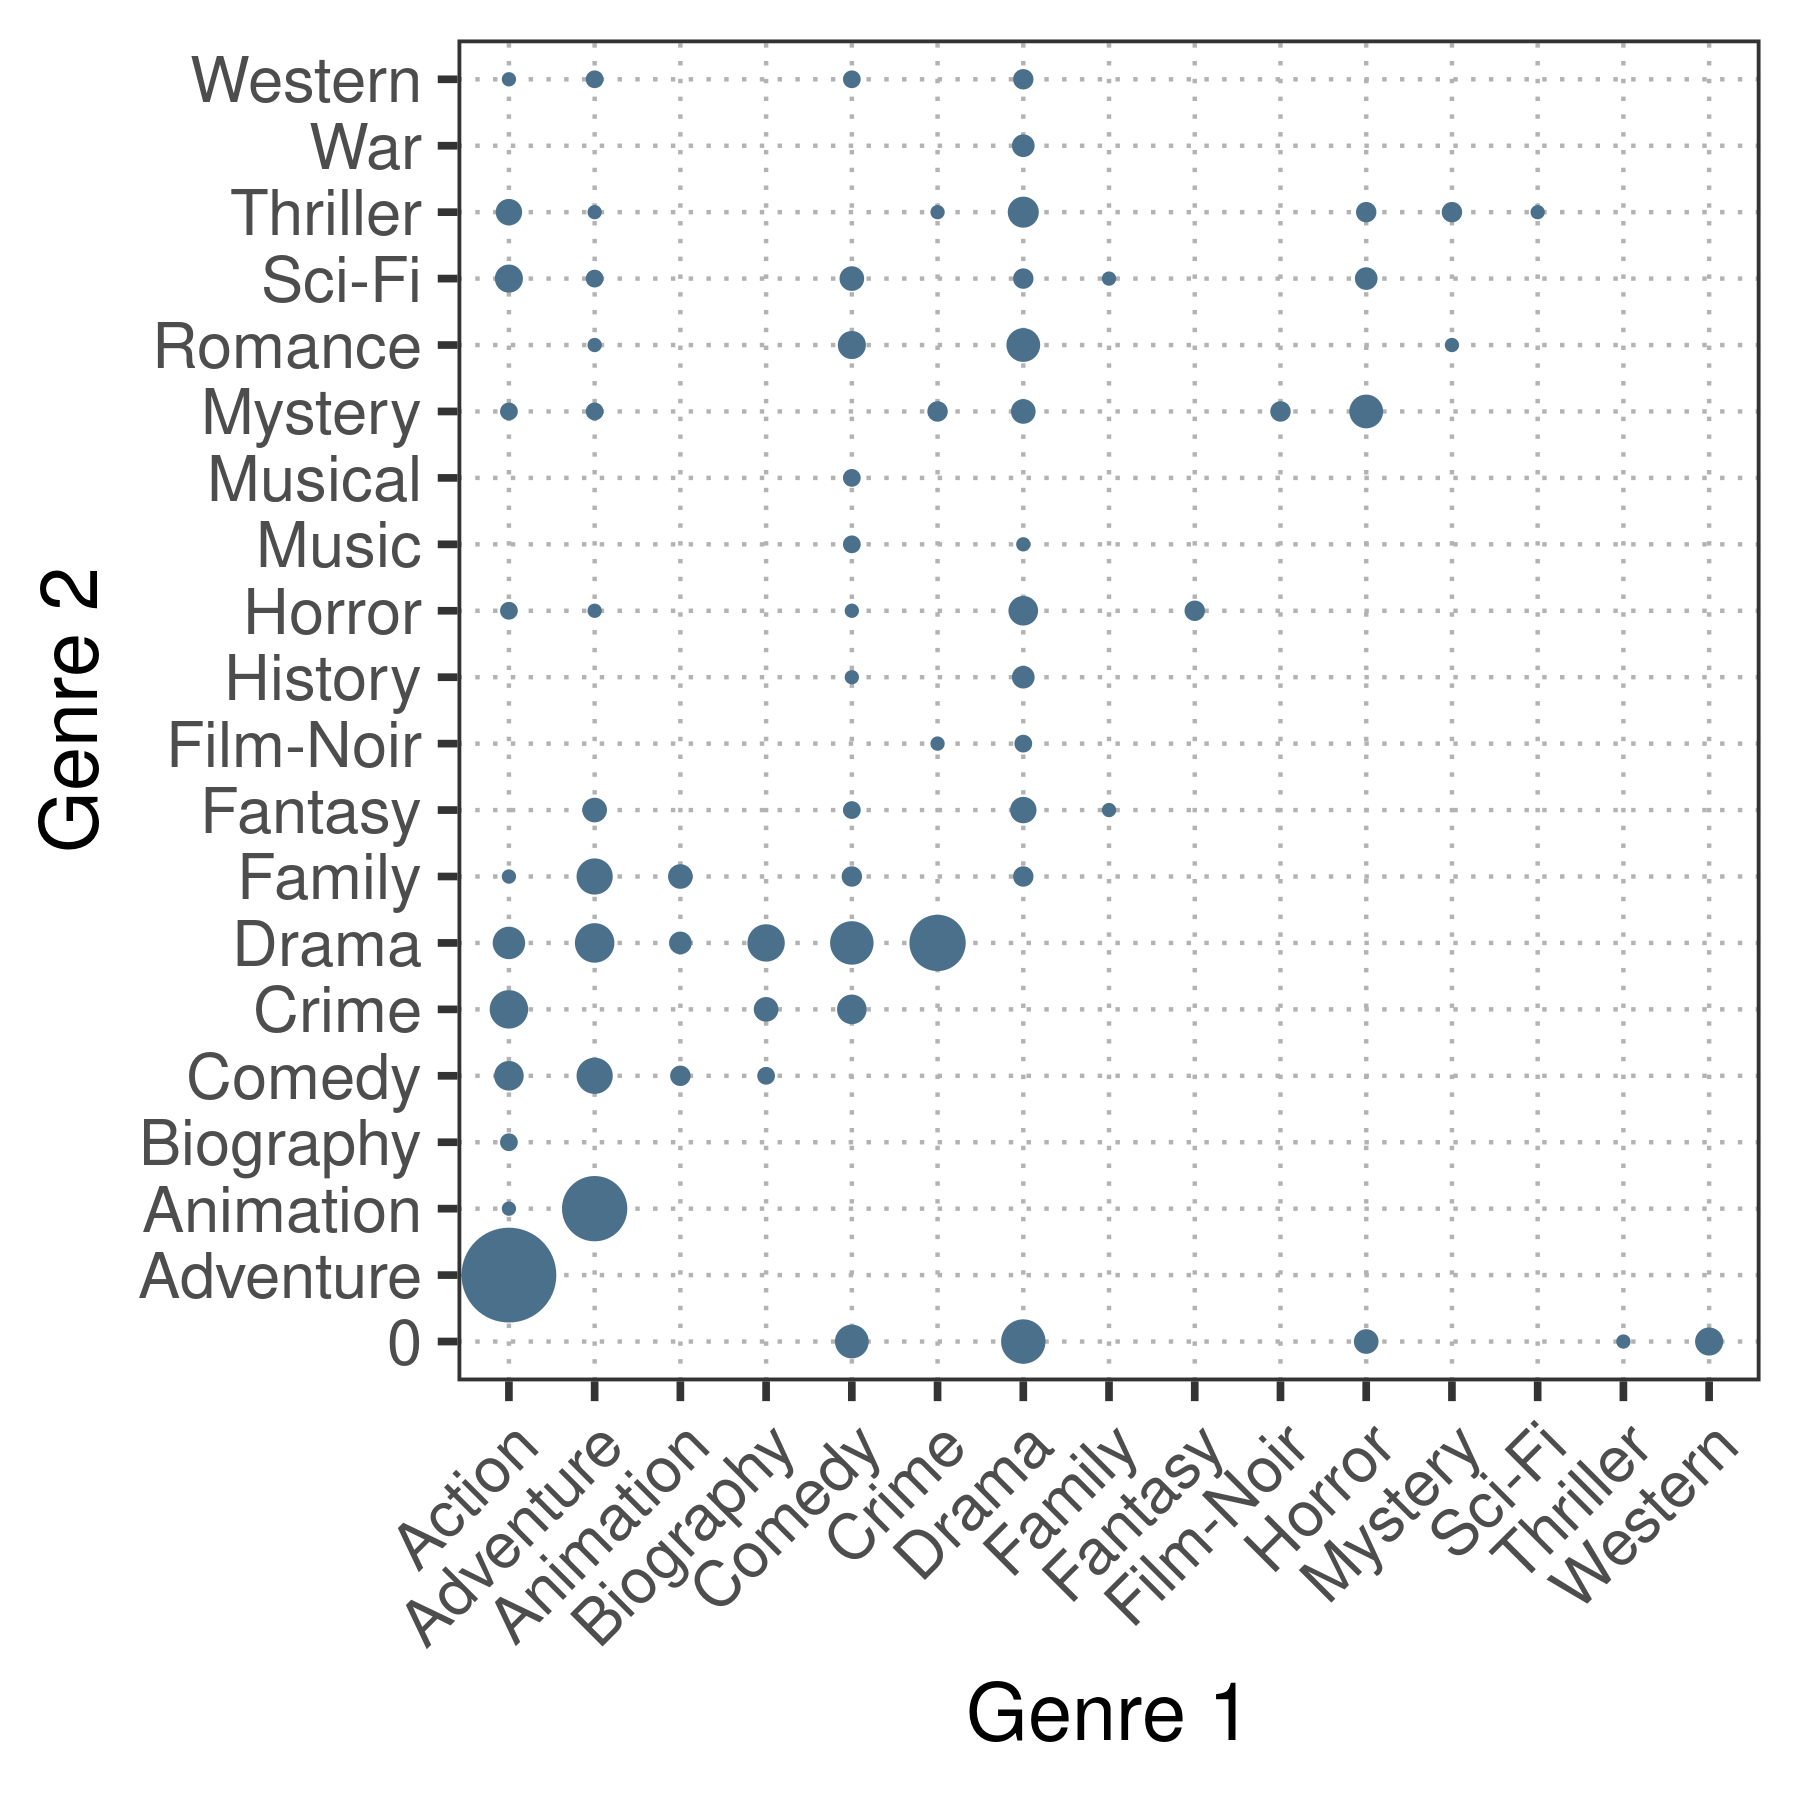 Western
War
Thriller
Sci-Fi
Romance
Mystery
Musical
Music
Horror
History
Film-Noir
Fantasy
Family
Drama
Crime
Comedy
Biography
Animation
Adventure
0
Genre 2
Action
Adventure
Animation
Biography
Comedy
Crime
Drama
Family
Fantasy
Film-Noir
Horror
Mystery
Sci-Fi
Thriller
Western
Genre 1